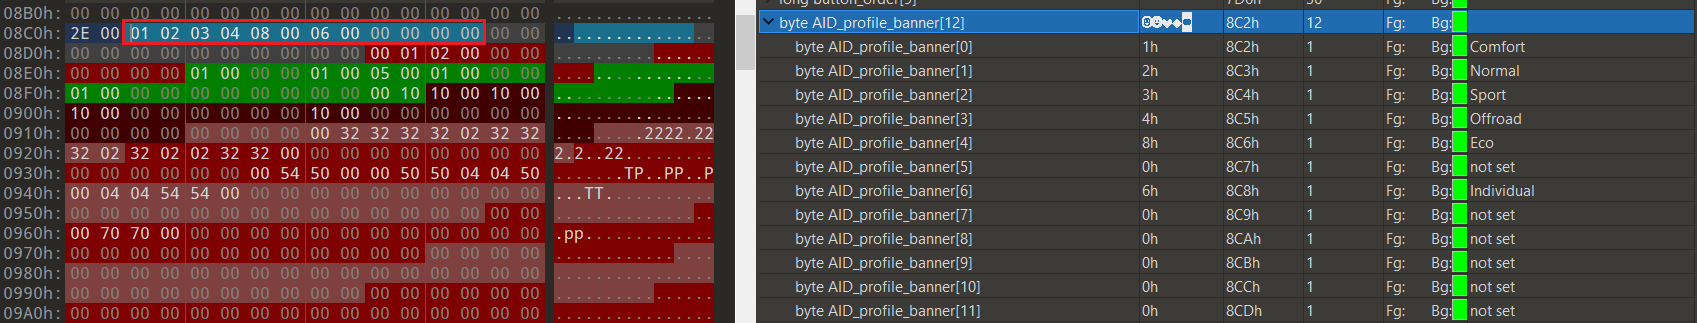 08B0h: 00 00 00 00 00 00 00 00 00 00 00 00 00 00 00 00 ................
08C0h: 2E 00 01 02 03 04 08 00 06 00 00 00 00 00 00 00 ................
08D0h: 00 00 00 00 00 00 00 00 00 00 00 01 02 00 00 00 ................
08E0h: 00 00 00 00 01 00 00 00 01 00 05 00 01 00 00 00 ................
08F0h: 01 00 00 00 00 00 00 00 00 00 00 10 10 00 10 00 ................
0900h: 10 00 00 00 00 00 00 00 10 00 00 00 00 00 00 00 ................
0910h: 00 00 00 00 00 00 00 00 00 32 32 32 32 02 32 32 .........2222.22
0920h: 32 02 32 02 02 32 32 00 00 00 00 00 00 00 00 00 2.2..22.........
0930h: 00 00 00 00 00 00 00 54 50 00 00 50 50 04 04 50 .......TP..PP..P
0940h: 00 04 04 54 54 00 00 00 00 00 00 00 00 00 00 00 ...TT...........
0950h: 00 00 00 00 00 00 00 00 00 00 00 00 00 00 00 00 ................
0960h: 00 70 70 00 00 00 00 00 00 00 00 00 00 00 00 00 .pp.............
0970h: 00 00 00 00 00 00 00 00 00 00 00 00 00 00 00 00 ................
0980h: 00 00 00 00 00 00 00 00 00 00 00 00 00 00 00 00 ................
0990h: 00 00 00 00 00 00 00 00 00 00 00 00 00 00 00 00 ................
09A0h: 00 00 00 00 00 00 00 00 00 00 00 00 00 00 00 00 ................
byte AID_profile_banner[12] 8C2h 12 Fg: Bg:
byte AID_profile_banner[0] 1h 8C2h 1 Fg: Bg: Comfort
byte AID_profile_banner[1] 2h 8C3h 1 Fg: Bg: Normal
byte AID_profile_banner[2] 3h 8C4h 1 Fg: Bg: Sport
byte AID_profile_banner[3] 4h 8C5h 1 Fg: Bg: Offroad
byte AID_profile_banner[4] 8h 8C6h 1 Fg: Bg: Eco
byte AID_profile_banner[5] 0h 8C7h 1 Fg: Bg: not set
byte AID_profile_banner[6] 6h 8C8h 1 Fg: Bg: Individual
byte AID_profile_banner[7] 0h 8C9h 1 Fg: Bg: not set
byte AID_profile_banner[8] 0h 8CAh 1 Fg: Bg: not set
byte AID_profile_banner[9] 0h 8CBh 1 Fg: Bg: not set
byte AID_profile_banner[10] 0h 8CCh 1 Fg: Bg: not set
byte AID_profile_banner[11] 0h 8CDh 1 Fg: Bg: not set